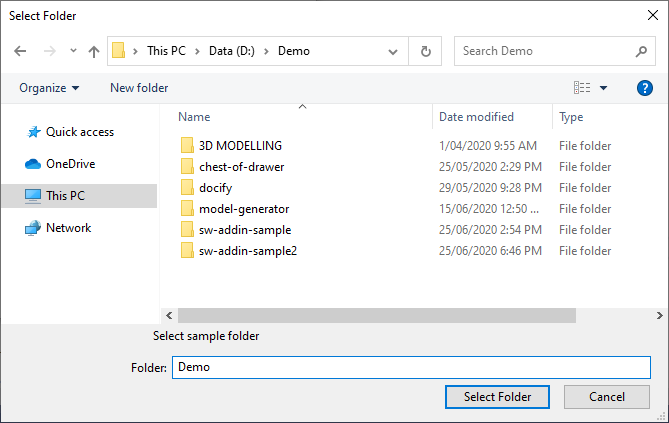 Select Folder
This PC Data (D:) Demo Search Demo
Organize New folder ?
Name Date modified Type
Quick access
OneDrive
This PC
Network
3D MODELLING 1/04/2020 9:55 AM File folder
chest-of-drawer 25/05/2020 2:29 PM File folder
docify 29/05/2020 9:28 PM File folder
model-generator 15/06/2020 12:50 ... File folder
sw-addin-sample 25/06/2020 2:54 PM File folder
sw-addin-sample2 25/06/2020 6:46 PM File folder
Select sample folder
Folder: Demo
Select Folder Cancel